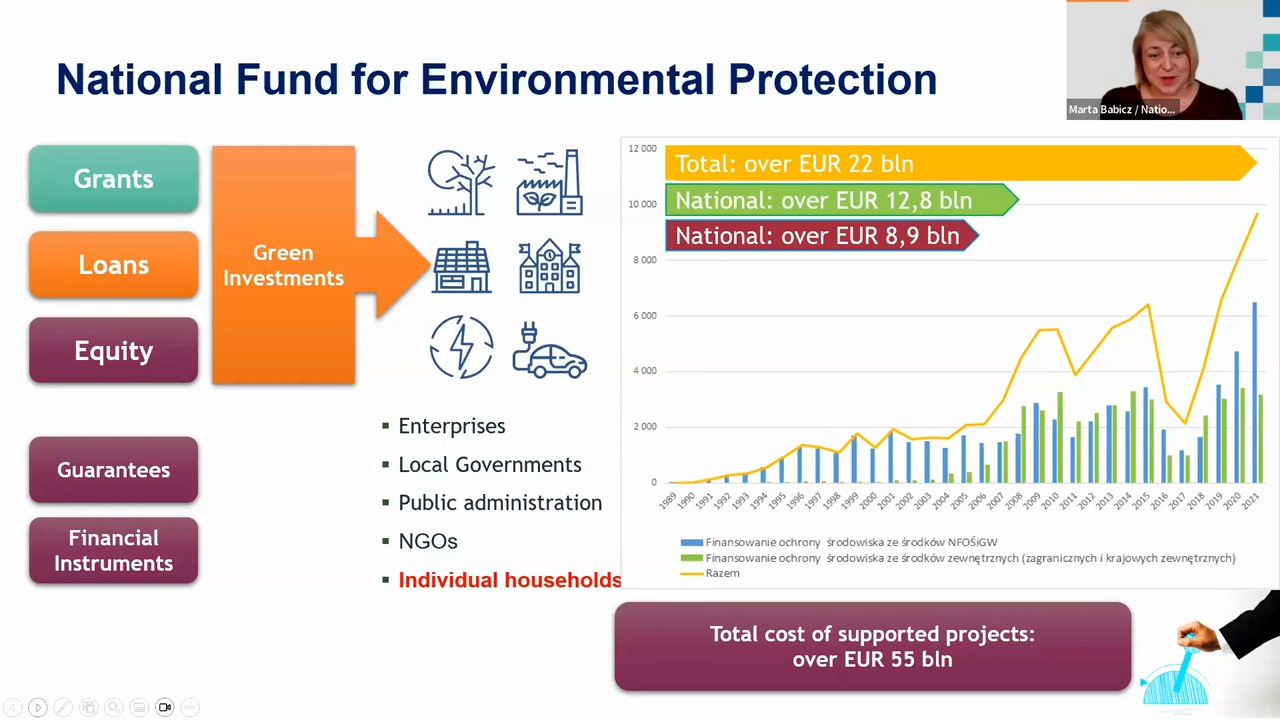 National Fund for Environmental Protection
Marta Babicz / Natio...
Grants
Loans
Equity
Green
Investments
Guarantees
Financial
Instruments
▪ Enterprises
▪ Local Governments
▪ Public administration
▪ NGOs
▪ Individual households
Total: over EUR 22 bln
National: over EUR 12,8 bln
National: over EUR 8,9 bln
12 000
10 000
8 000
6 000
4 000
2 000
0
1989 1990 1991 1992 1993 1994 1995 1996 1997 1998 1999 2000 2001 2002 2003 2004 2005 2006 2007 2008 2009 2010 2011 2012 2013 2014 2015 2016 2017 2018 2019 2020 2021
Finansowanie ochrony środowiska ze środków NFOŚiGW
Finansowanie ochrony środowiska ze środków zewnętrznych (zagranicznych i krajowych zewnętrznych)
Razem
Total cost of supported projects:
over EUR 55 bln